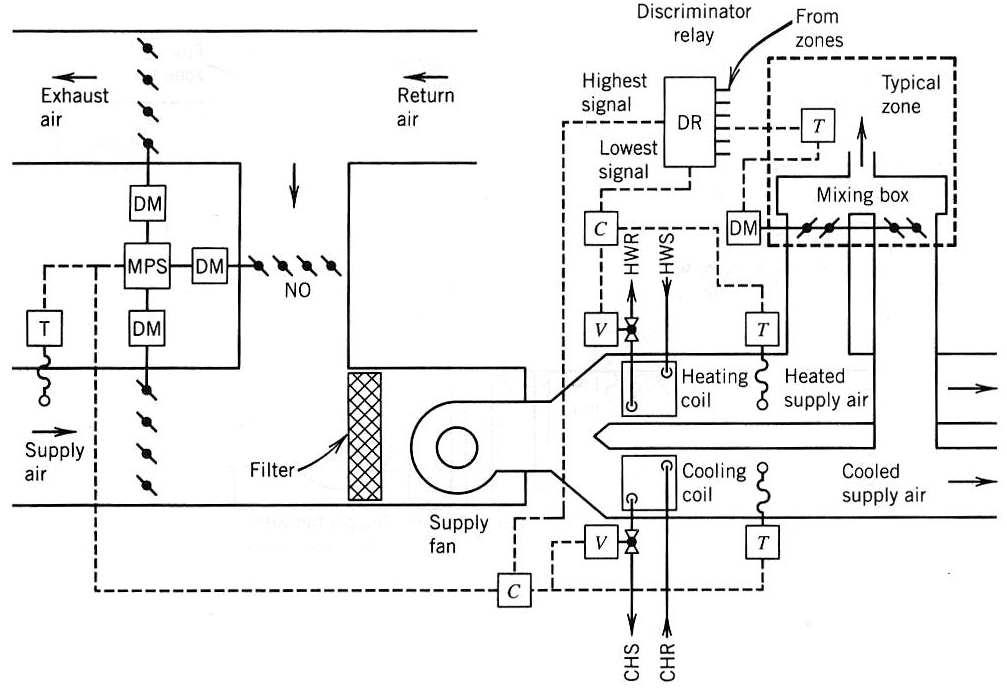 Discriminator
relay
From
zones
Exhaust
air
Return
air
Highest
signal
DR
Typical
zone
T
Lowest
signal
Mixing box
DM
C
DM
MPS
DM
NO
HWR
HWS
T
DM
V
T
Heating
coil
Heated
supply air
Supply
air
Filter
Cooling
coil
Cooled
supply air
Supply
fan
V
T
C
CHS
CHR